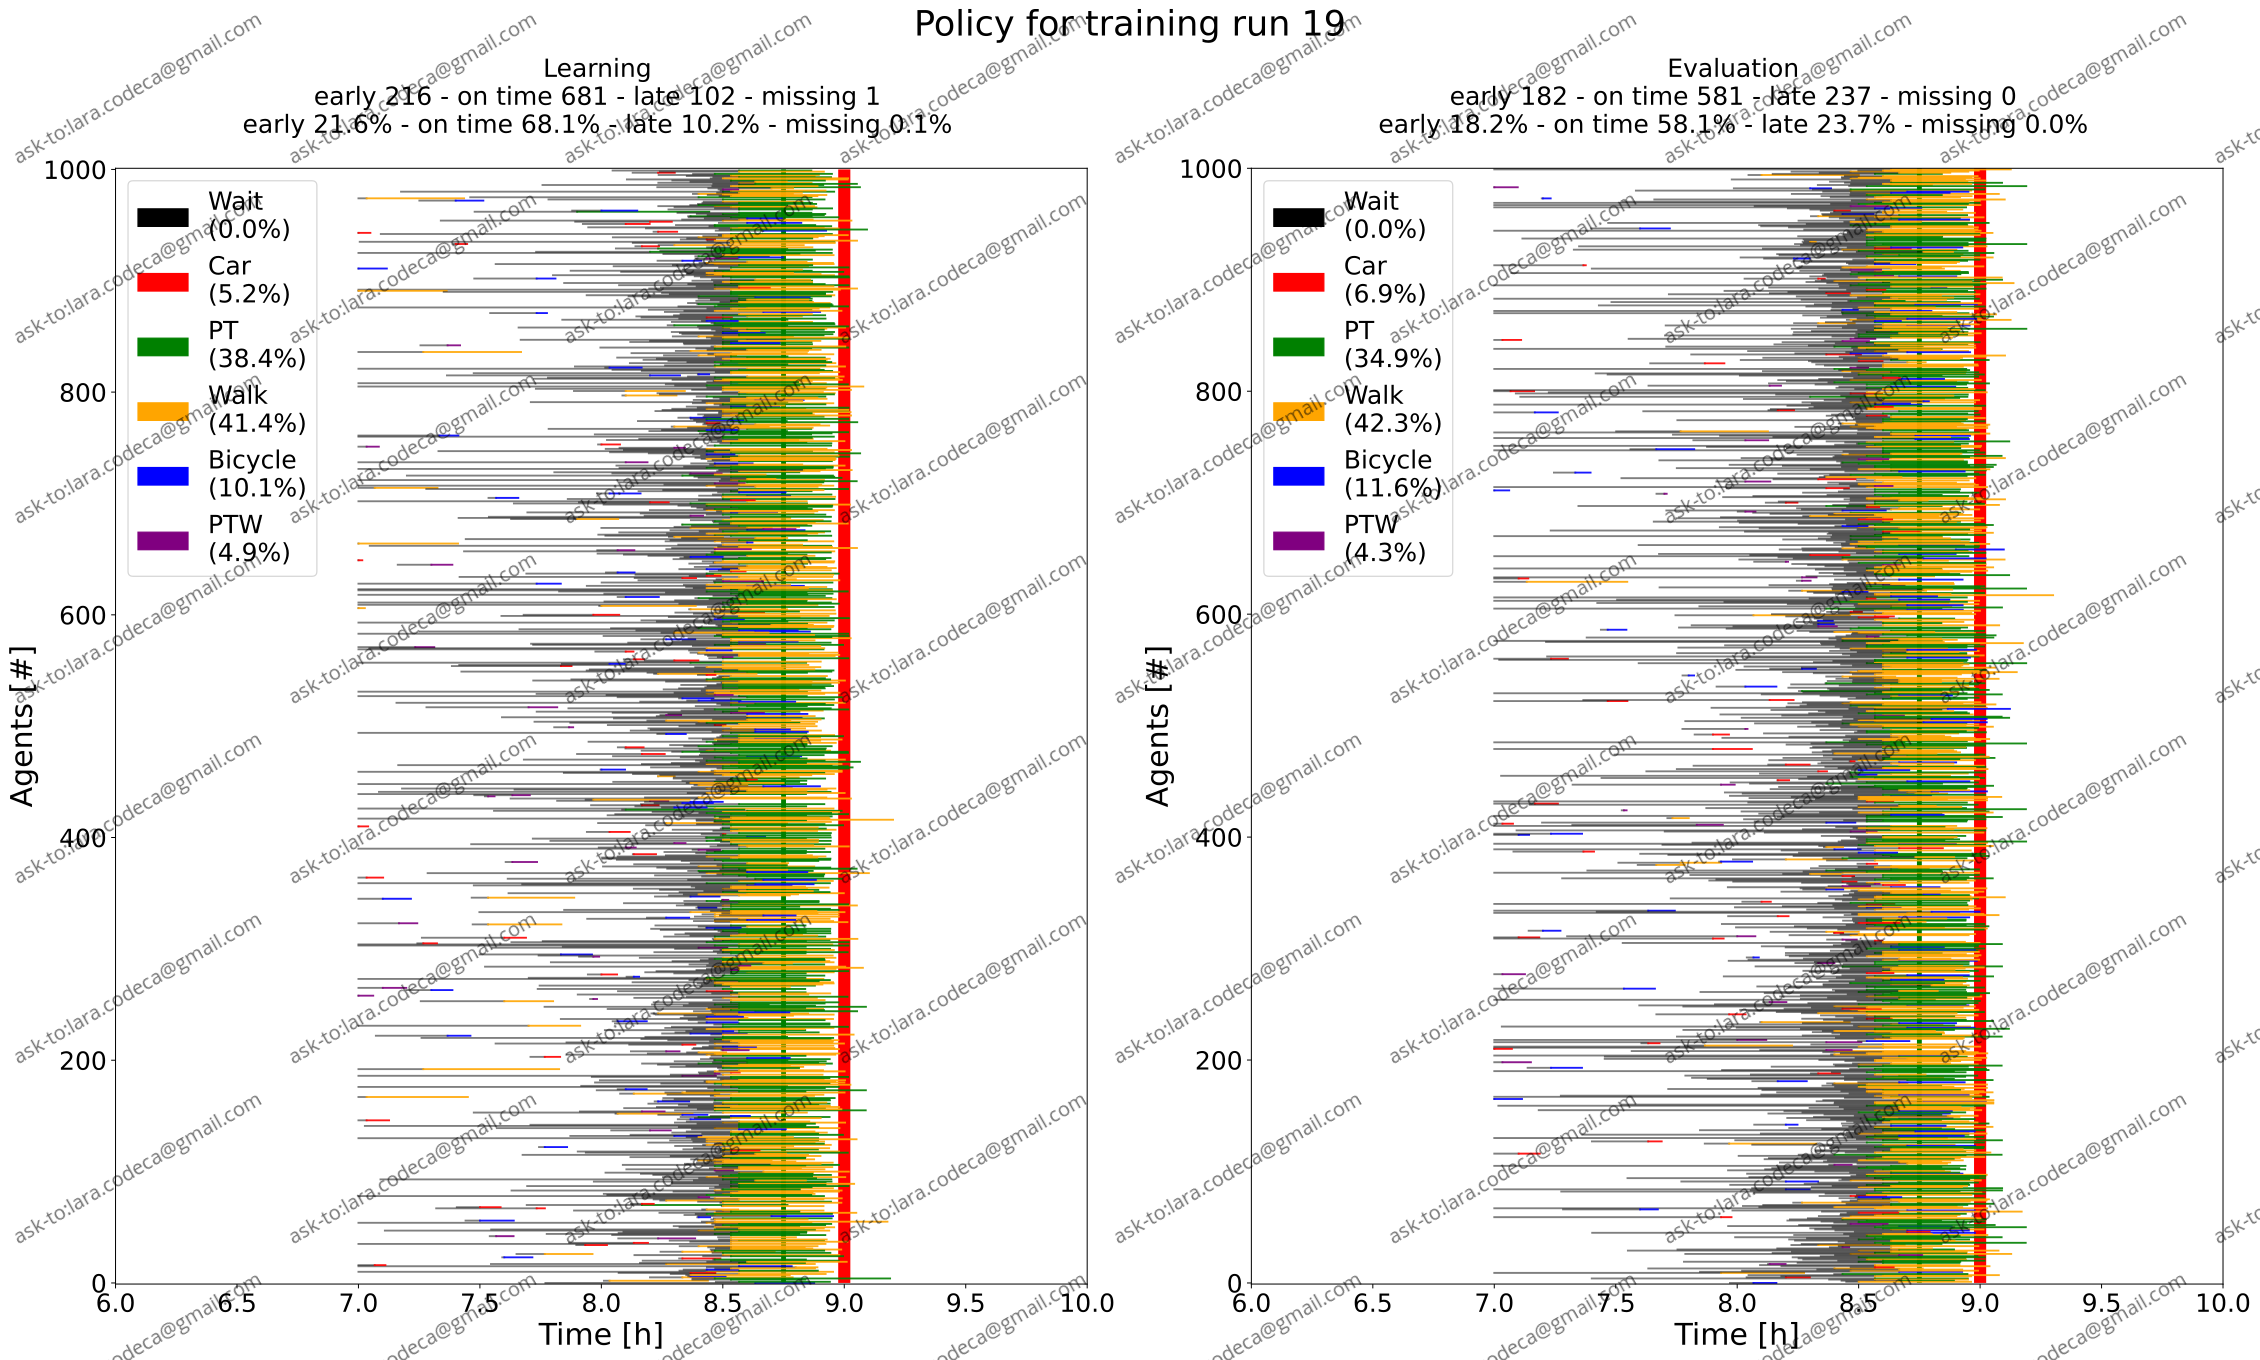 Policy for training run 19
Learning
early 216 - on time 681 - late 102 - missing 1
early 21.6% - on time 68.1% - late 10.2% - missing 0.1%
1000
800
600
400
200
0
Agents [#]
Wait
(0.0%)
Car
(5.2%)
PT
(38.4%)
Walk
(41.4%)
Bicycle
(10.1%)
PTW
(4.9%)
6.0 6.5 7.0 7.5 8.0 8.5 9.0 9.5 10.0
Time [h]
Evaluation
early 182 - on time 581 - late 237 - missing 0
early 18.2% - on time 58.1% - late 23.7% - missing 0.0%
1000
800
600
400
200
0
Agents [#]
Wait
(0.0%)
Car
(6.9%)
PT
(34.9%)
Walk
(42.3%)
Bicycle
(11.6%)
PTW
(4.3%)
6.0 6.5 7.0 7.5 8.0 8.5 9.0 9.5 10.0
Time [h]
ask-to:lara.codeca@gmail.com